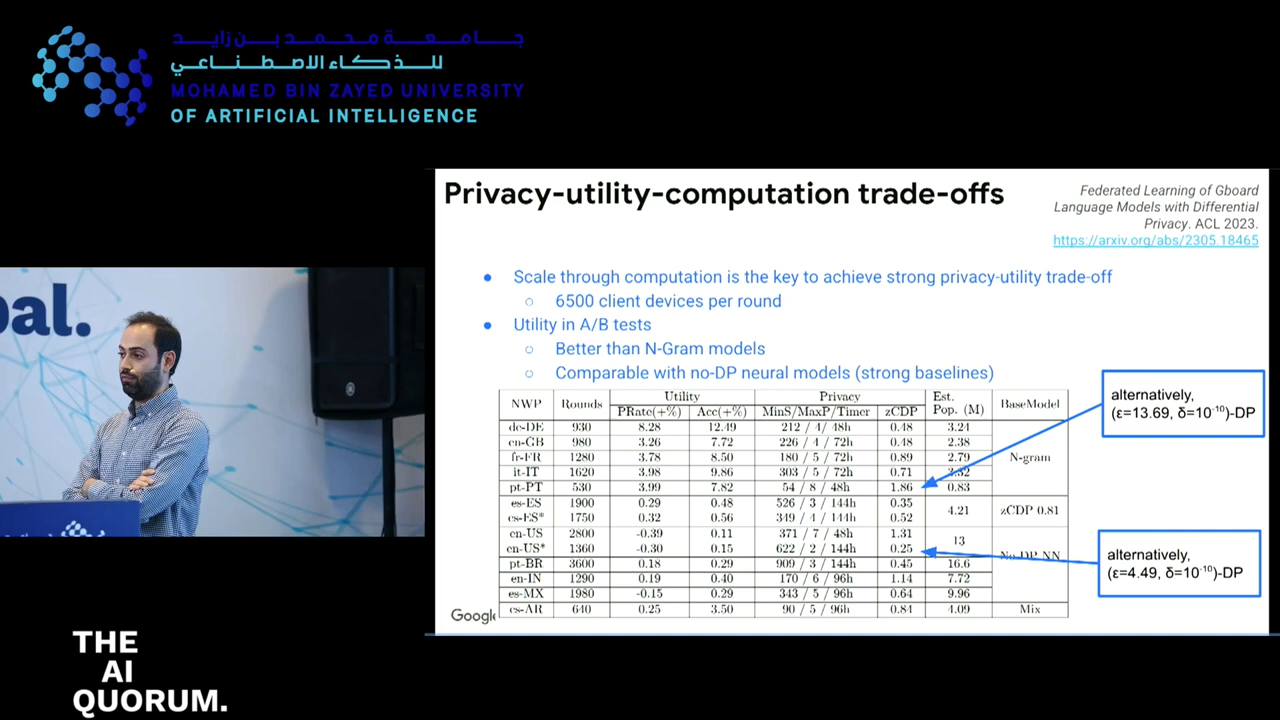 جـــامـــعـــة محـــمـــد بـــن زايـــد
للـــذكـــاء الاصـــطـــنـــاعـــي
MOHAMED BIN ZAYED UNIVERSITY
OF ARTIFICIAL INTELLIGENCE
bal.
THE
AI
QUORUM.
Privacy-utility-computation trade-offs
Federated Learning of Gboard
Language Models with Differential
Privacy. ACL 2023.
https://arxiv.org/abs/2305.18465
● Scale through computation is the key to achieve strong privacy-utility trade-off
○ 6500 client devices per round
● Utility in A/B tests
○ Better than N-Gram models
○ Comparable with no-DP neural models (strong baselines)
NWP Rounds Utility Privacy Est. Pop. (M) BaseModel
PRate(+%) Acc(+%) MinS/MaxP/Timer zCDP
de-DE 930 8.28 12.49 212 / 4/ 48h 0.48 3.24
en-GB 980 3.26 7.72 226 / 4 / 72h 0.48 2.38
fr-FR 1280 3.78 8.50 180 / 5 / 72h 0.89 2.79 N-gram
it-IT 1620 3.98 9.86 303 / 5 / 72h 0.71
pt-PT 530 3.99 7.82 54 / 8 / 48h 1.86 0.83
es-ES 1900 0.29 0.48 526 / 3 / 144h 0.35 4.21 zCDP 0.81
es-ES* 1750 0.32 0.56 349 / 4 / 144h 0.52
en-US 2800 -0.39 0.11 371 / 7 / 48h 1.31 13
en-US* 1360 -0.30 0.15 622 / 2 / 144h 0.25 No-DP NN
pt-BR 3600 0.18 0.29 909 / 3 / 144h 0.45 16.6
en-IN 1290 0.19 0.40 170 / 6 / 96h 1.14 7.72
es-MX 1980 -0.15 0.29 343 / 5 / 96h 0.64 9.96
es-AR 640 0.25 3.50 90 / 5 / 96h 0.84 4.09 Mix
alternatively,
(ε=13.69, δ=10⁻¹⁰)-DP
alternatively,
(ε=4.49, δ=10⁻¹⁰)-DP
Google